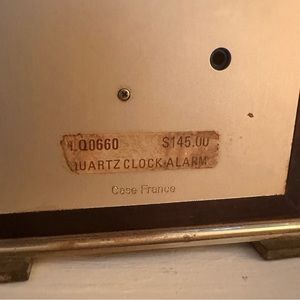 LQ0660 $145.00
QUARTZ CLOCK-ALARM
Case France